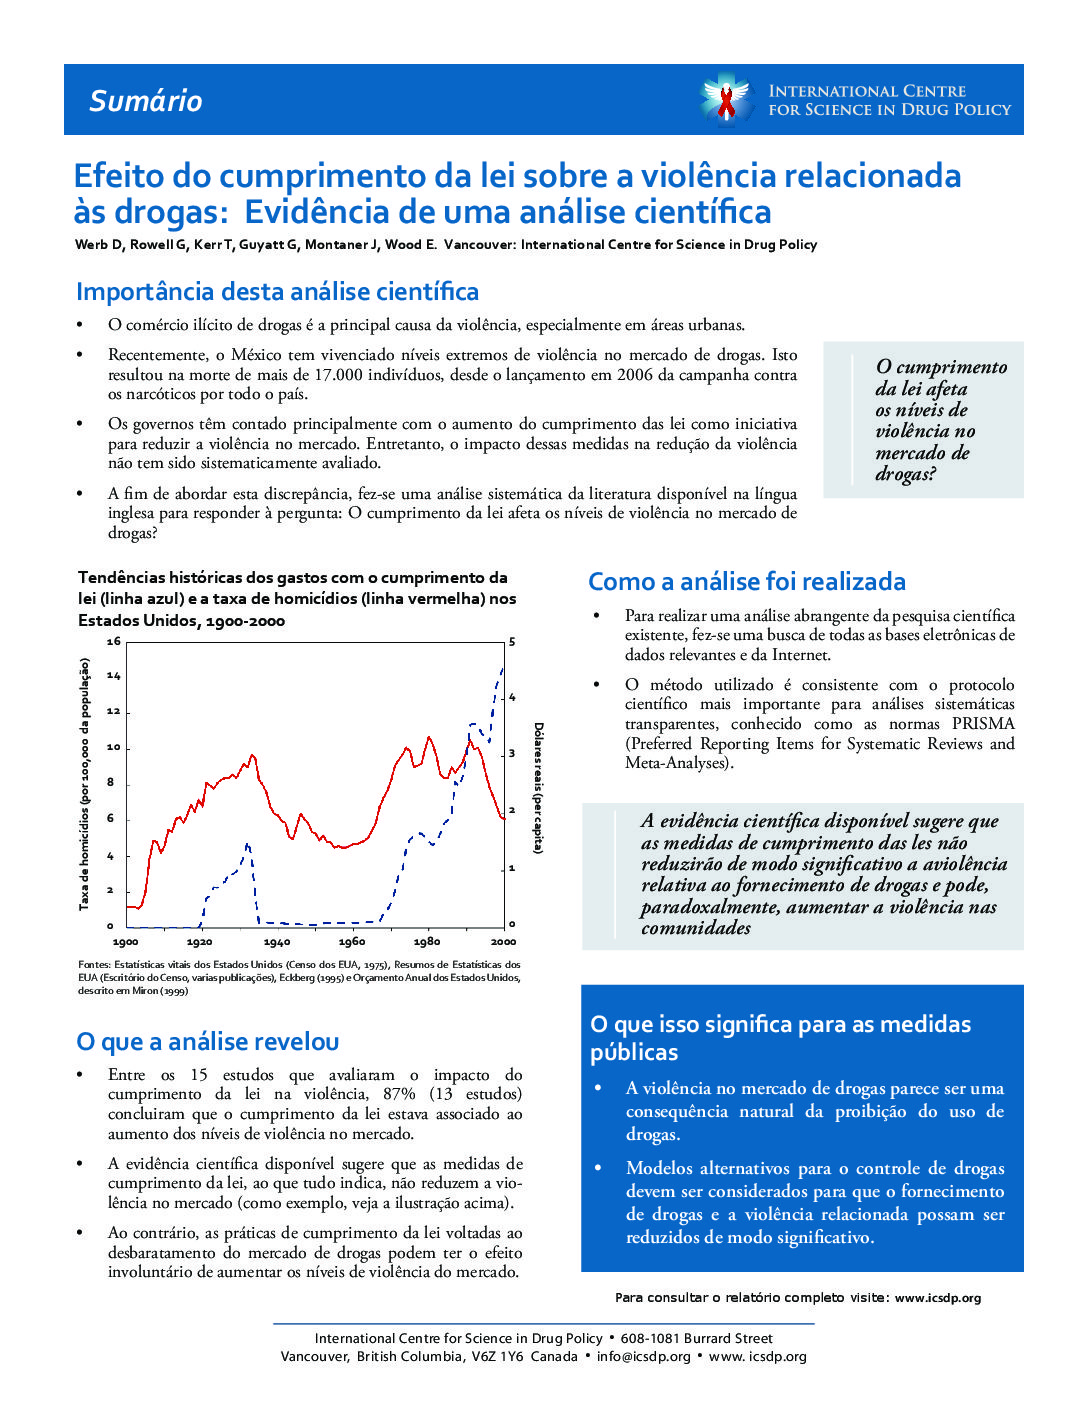 Sumário
INTERNATIONAL CENTRE
FOR SCIENCE IN DRUG POLICY
Efeito do cumprimento da lei sobre a violência relacionada
às drogas: Evidência de uma análise científica
Werb D, Rowell G, Kerr T, Guyatt G, Montaner J, Wood E. Vancouver: International Centre for Science in Drug Policy
Importância desta análise científica
• O comércio ilícito de drogas é a principal causa da violência, especialmente em áreas urbanas.
• Recentemente, o México tem vivenciado níveis extremos de violência no mercado de drogas. Isto
resultou na morte de mais de 17.000 indivíduos, desde o lançamento em 2006 da campanha contra
os narcóticos por todo o país.
• Os governos têm contado principalmente com o aumento do cumprimento das lei como iniciativa
para reduzir a violência no mercado. Entretanto, o impacto dessas medidas na redução da violência
não tem sido sistematicamente avaliado.
• A fim de abordar esta discrepância, fez-se uma análise sistemática da literatura disponível na língua
inglesa para responder à pergunta: O cumprimento da lei afeta os níveis de violência no mercado de
drogas?
O cumprimento
da lei afeta
os níveis de
violência no
mercado de
drogas?
Tendências históricas dos gastos com o cumprimento da
lei (linha azul) e a taxa de homicídios (linha vermelha) nos
Estados Unidos, 1900-2000
Taxa de homicídios (por 100,000 da população)
16
14
12
10
8
6
4
2
0
5
4
3
2
1
0
Dólares reais (per capita)
1900 1920 1940 1960 1980 2000
Fontes: Estatísticas vitais dos Estados Unidos (Censo dos EUA, 1975), Resumos de Estatísticas dos
EUA (Escritório do Censo, varias publicações), Eckberg (1995) e Orçamento Anual dos Estados Unidos,
descrito em Miron (1999)
O que a análise revelou
• Entre os 15 estudos que avaliaram o impacto do
cumprimento da lei na violência, 87% (13 estudos)
concluiram que o cumprimento da lei estava associado ao
aumento dos níveis de violência no mercado.
• A evidência científica disponível sugere que as medidas de
cumprimento da lei, ao que tudo indica, não reduzem a vio-
lência no mercado (como exemplo, veja a ilustração acima).
• Ao contrário, as práticas de cumprimento da lei voltadas ao
desbaratamento do mercado de drogas podem ter o efeito
involuntário de aumentar os níveis de violência do mercado.
Como a análise foi realizada
• Para realizar uma análise abrangente da pesquisa científica
existente, fez-se uma busca de todas as bases eletrônicas de
dados relevantes e da Internet.
• O método utilizado é consistente com o protocolo
científico mais importante para análises sistemáticas
transparentes, conhecido como as normas PRISMA
(Preferred Reporting Items for Systematic Reviews and
Meta-Analyses).
A evidência científica disponível sugere que
as medidas de cumprimento das les não
reduzirão de modo significativo a aviolência
relativa ao fornecimento de drogas e pode,
paradoxalmente, aumentar a violência nas
comunidades
O que isso significa para as medidas
públicas
• A violência no mercado de drogas parece ser uma
consequência natural da proibição do uso de
drogas.
• Modelos alternativos para o controle de drogas
devem ser considerados para que o fornecimento
de drogas e a violência relacionada possam ser
reduzidos de modo significativo.
Para consultar o relatório completo visite: www.icsdp.org
International Centre for Science in Drug Policy • 608-1081 Burrard Street
Vancouver, British Columbia, V6Z 1Y6 Canada • info@icsdp.org • www. icsdp.org